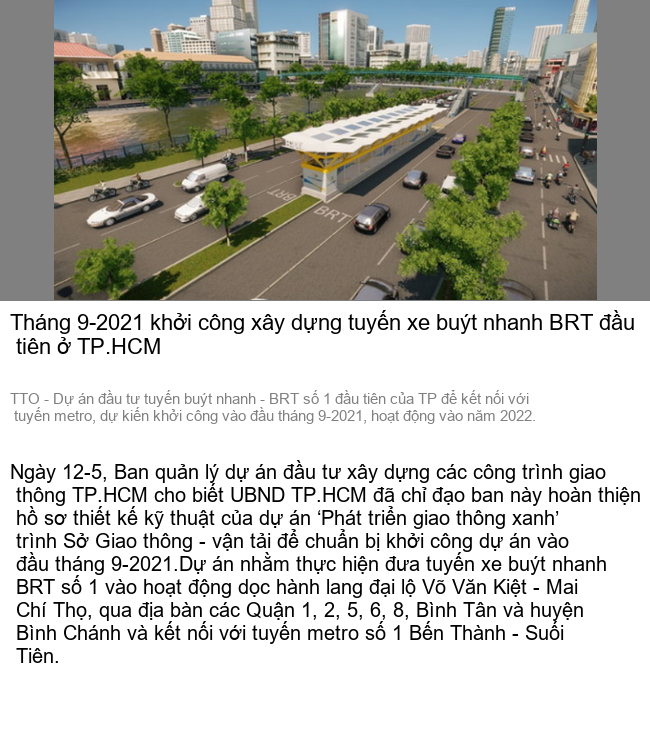 BRT
BRT
Tháng 9-2021 khởi công xây dựng tuyến xe buýt nhanh BRT đầu
tiên ở TP.HCM
TTO - Dự án đầu tư tuyến buýt nhanh - BRT số 1 đầu tiên của TP để kết nối với
tuyến metro, dự kiến khởi công vào đầu tháng 9-2021, hoạt động vào năm 2022.
Ngày 12-5, Ban quản lý dự án đầu tư xây dựng các công trình giao
thông TP.HCM cho biết UBND TP.HCM đã chỉ đạo ban này hoàn thiện
hồ sơ thiết kế kỹ thuật của dự án ‘Phát triển giao thông xanh’
trình Sở Giao thông - vận tải để chuẩn bị khởi công dự án vào
đầu tháng 9-2021.Dự án nhằm thực hiện đưa tuyến xe buýt nhanh
BRT số 1 vào hoạt động dọc hành lang đại lộ Võ Văn Kiệt - Mai
Chí Thọ, qua địa bàn các Quận 1, 2, 5, 6, 8, Bình Tân và huyện
Bình Chánh và kết nối với tuyến metro số 1 Bến Thành - Suối
Tiên.